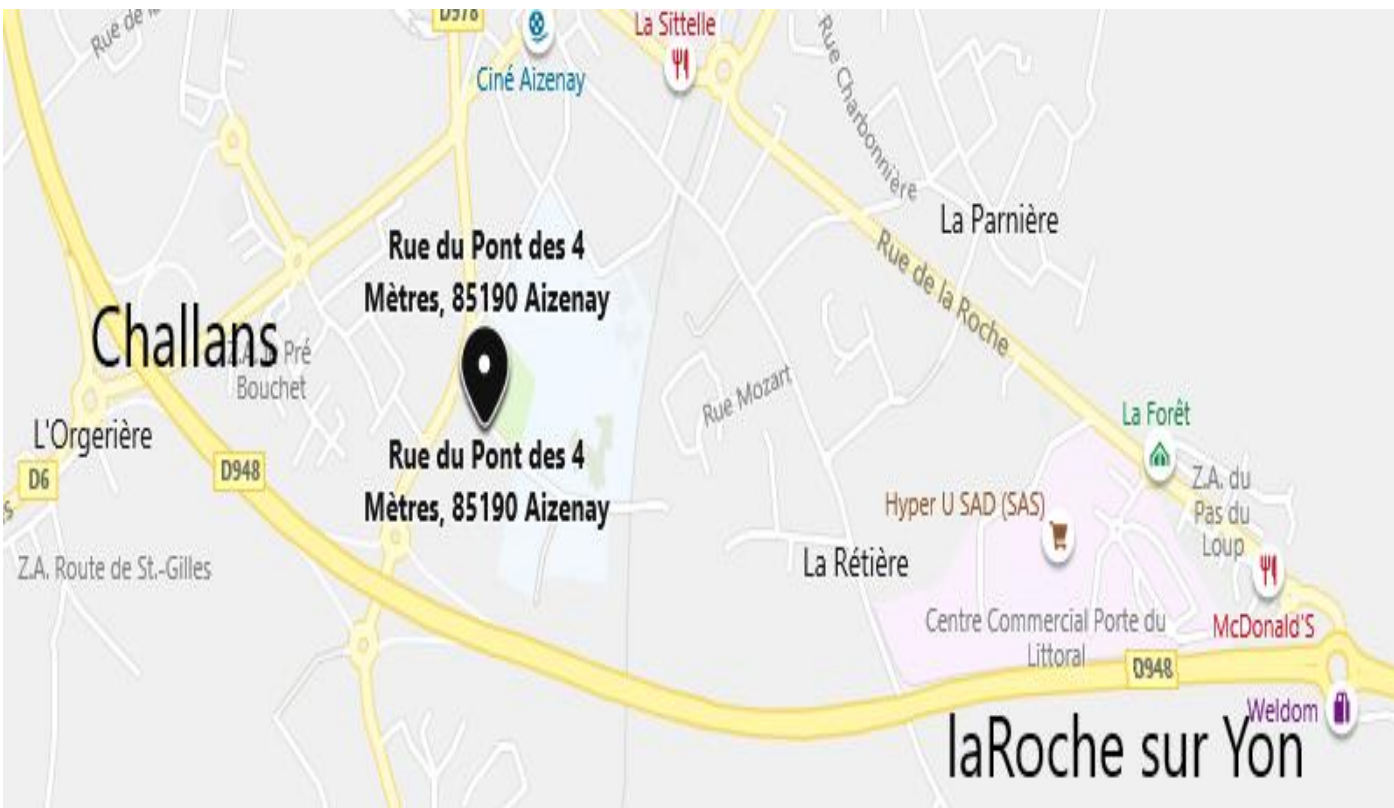 D978
La Sittelle
Rue de
Ciné Aizenay
Rue Charbonnière
La Parnière
Rue du Pont des 4
Mètres, 85190 Aizenay
Rue de la Roche
Challans
Pré
Bouchet
Rue Mozart
L'Orgerière
La Forêt
D6
D948
Rue du Pont des 4
Mètres, 85190 Aizenay
Z.A. du
Pas du
Loup
Hyper U SAD (SAS)
La Rétière
Z.A. Route de St.-Gilles
Centre Commercial Porte du
Littoral
McDonald'S
D948
Weldom
laRoche sur Yon